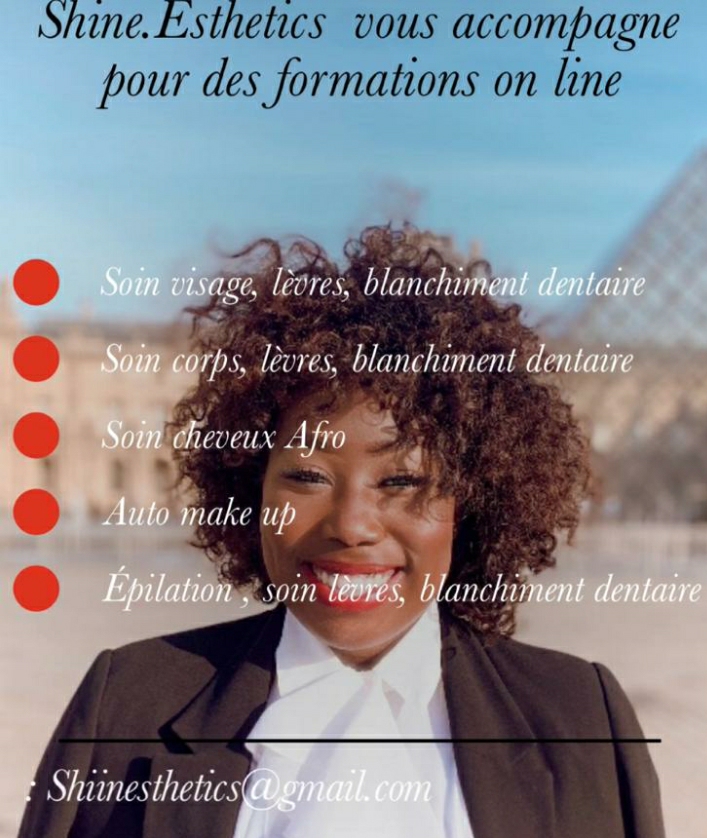 Shine.Esthetics vous accompagne
pour des formations on line
Soin visage, lèvres, blanchiment dentaire
Soin corps, lèvres, blanchiment dentaire
Soin cheveux Afro
Auto make up
Épilation , soin lèvres, blanchiment dentaire
: Shiinesthetics@gmail.com